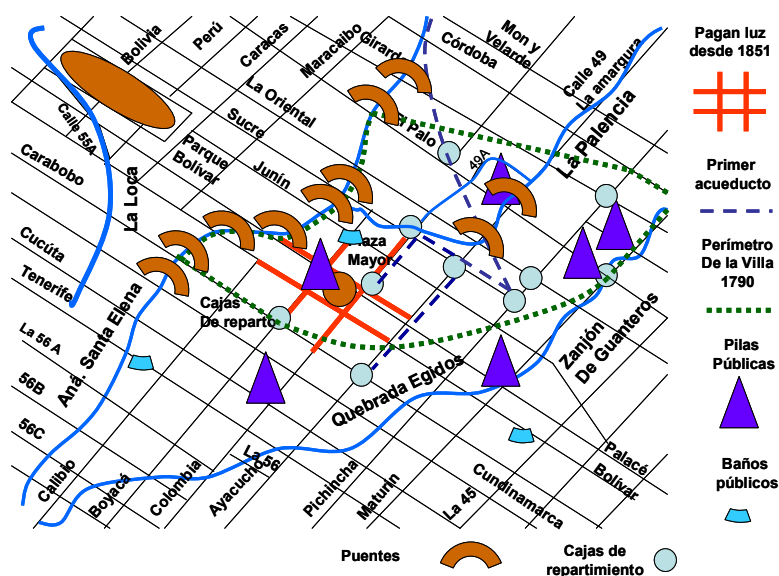 Bolivia
Perú
Caracas
Maracaibo
Girard
Córdoba
Mon y
Velarde
Calle 49
La amargura
La Palencia
Calle 55A
La Oriental
Sucre
Parque
Bolívar
Junín
El Palo
49A
Carabobo
La Loca
Cucúta
Tenerife
Aná. Santa Elena
Plaza
Mayor
Cajas
De reparto
La 56 A
56B
56C
Quebrada Egidos
Zanjón
De Guanteros
Calibio
Boyacá
Colombia
Ayacucho
La 56
Pichincha
Maturin
La 45
Cundinamarca
Palacé
Bolívar
Pagan luz
desde 1851
Primer
acueducto
Perímetro
De la Villa
1790
Pilas
Públicas
Baños
públicos
Puentes
Cajas de
repartimiento